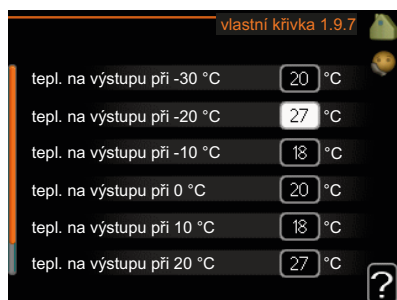 vlastní křivka 1.9.7
tepl. na výstupu při -30 °C 20 °C
tepl. na výstupu při -20 °C 27 °C
tepl. na výstupu při -10 °C 18 °C
tepl. na výstupu při 0 °C 20 °C
tepl. na výstupu při 10 °C 18 °C
tepl. na výstupu při 20 °C 27 °C
?